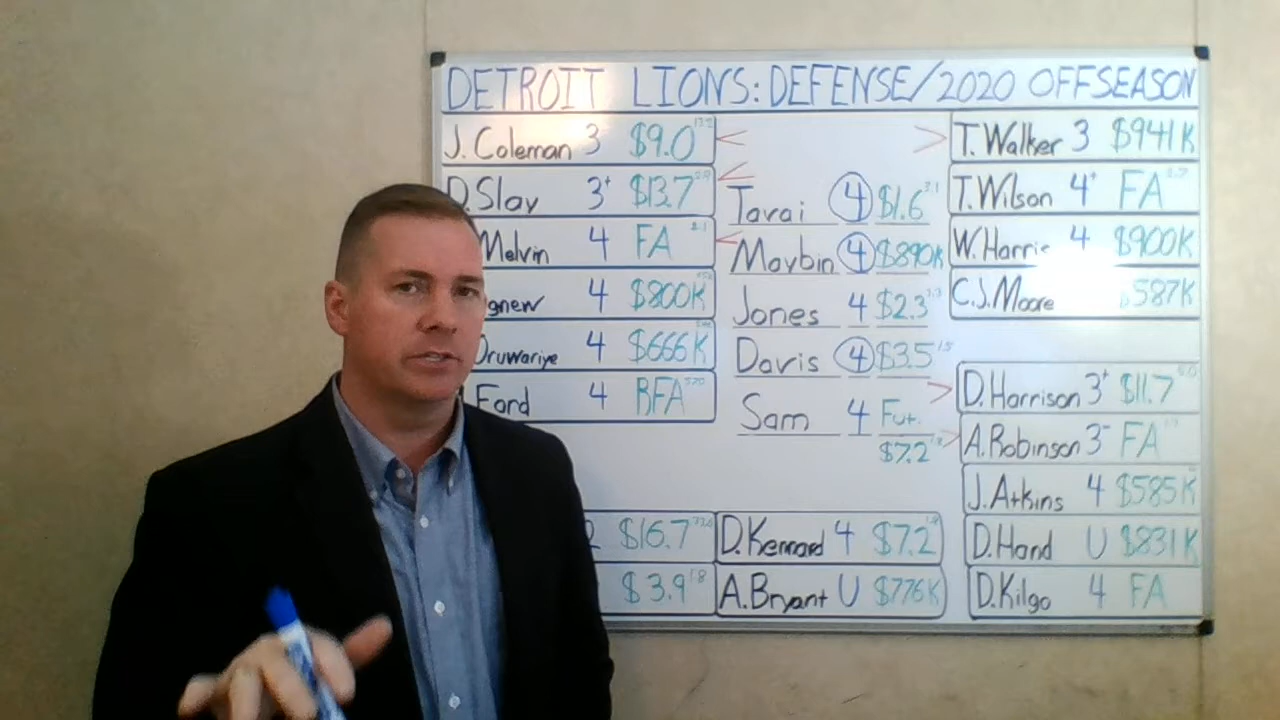 DETROIT LIONS: DEFENSE/2020 OFFSEASON
J. Coleman 3 $9.0
D. Slay 3+ $13.7
Melvin 4 FA
gnew 4 $800K
Oruwariye 4 $666K
Ford 4 RFA
Tavai 4 $1.6
Maybin 4 $890K
Jones 4 $2.3
Davis 4 $3.5
Sam 4 Fut.
$7.2
T. Walker 3 $941K
T. Wilson 4+ FA
W. Harris 4 $900K
C.J. Moore $587K
D. Harrison 3+ $11.7
A. Robinson 3- FA
J. Atkins 4 $585K
D. Hand U $831K
D. Kilgo 4 FA
2 $16.7
$3.9
D. Kennard 4 $7.2
A. Bryant U $776K